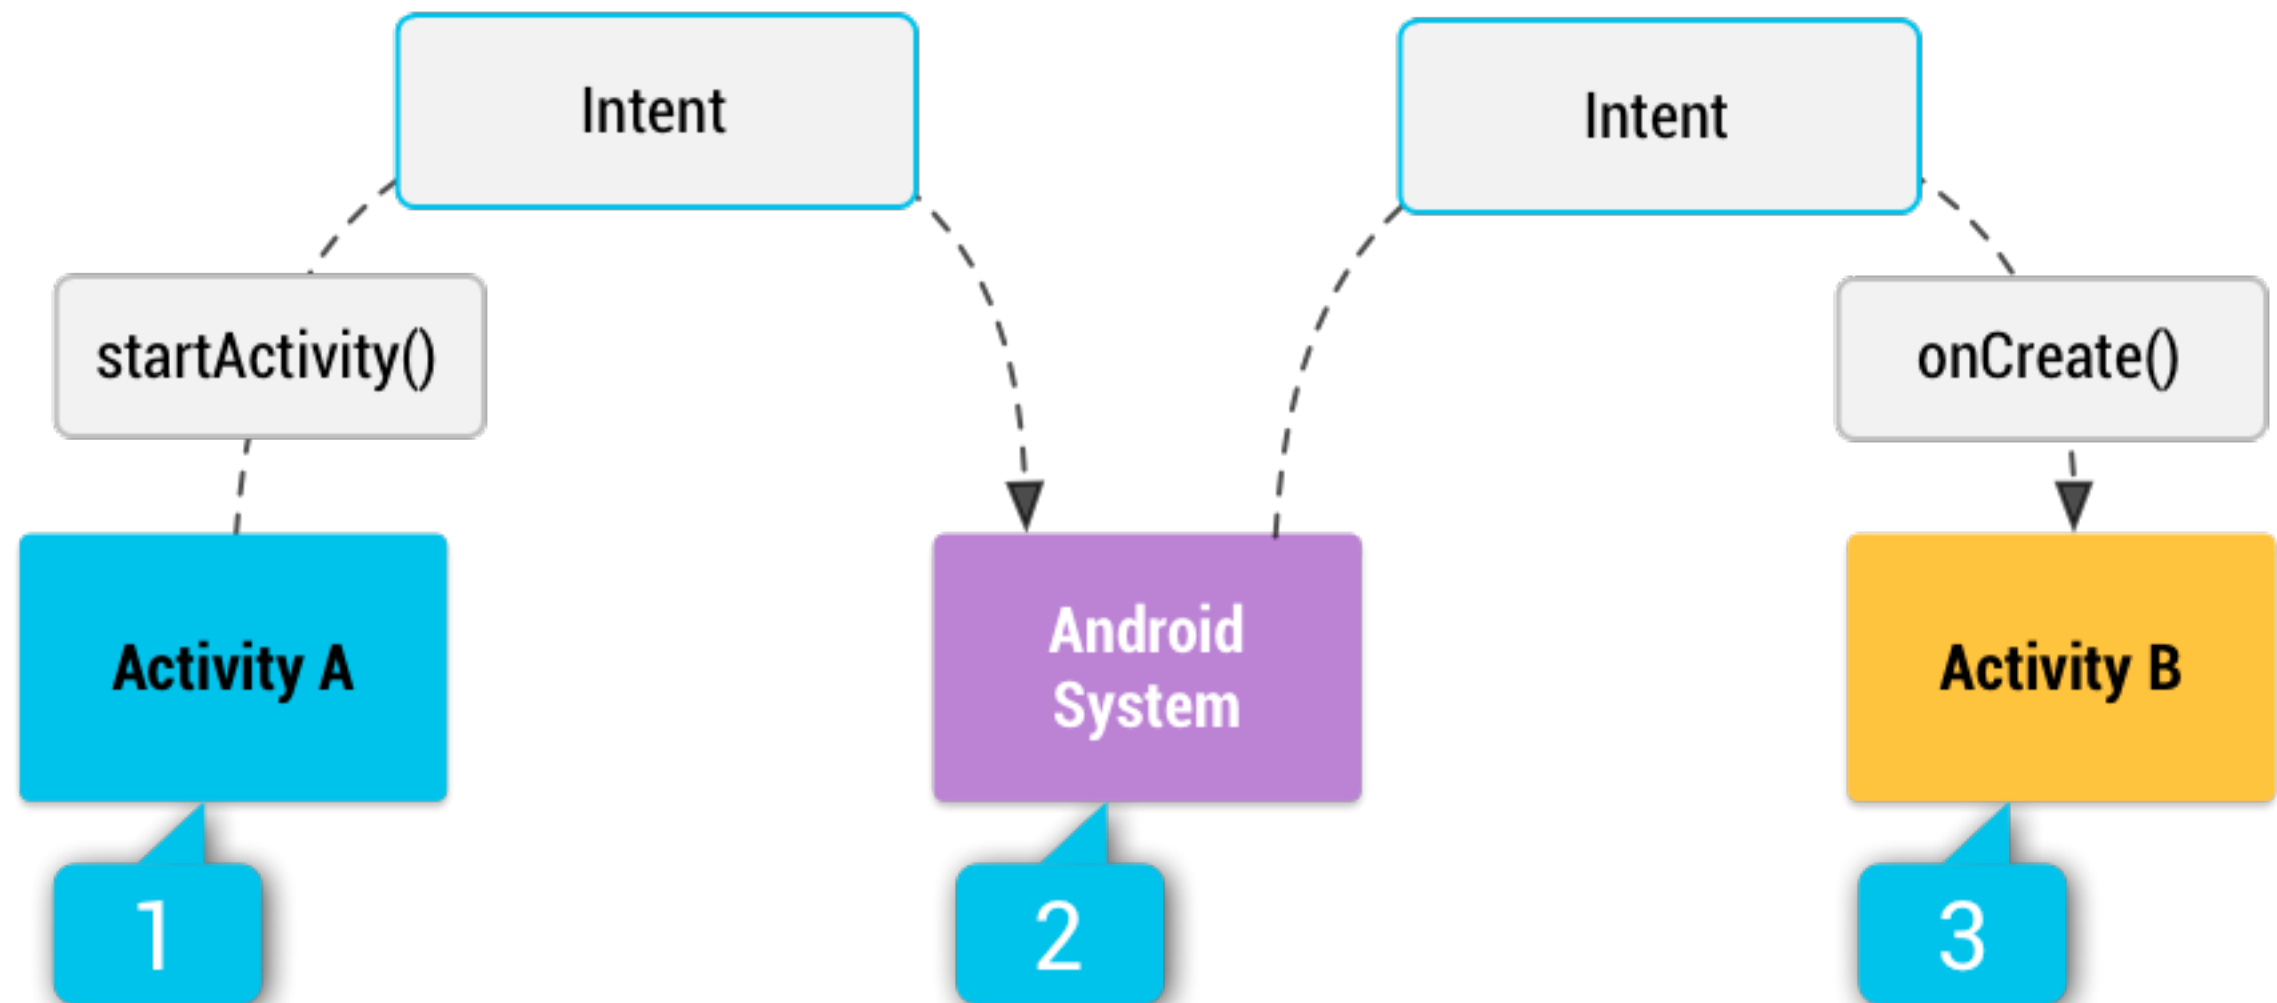 Intent
Intent
startActivity()
onCreate()
Activity A
Android
System
Activity B
1
2
3